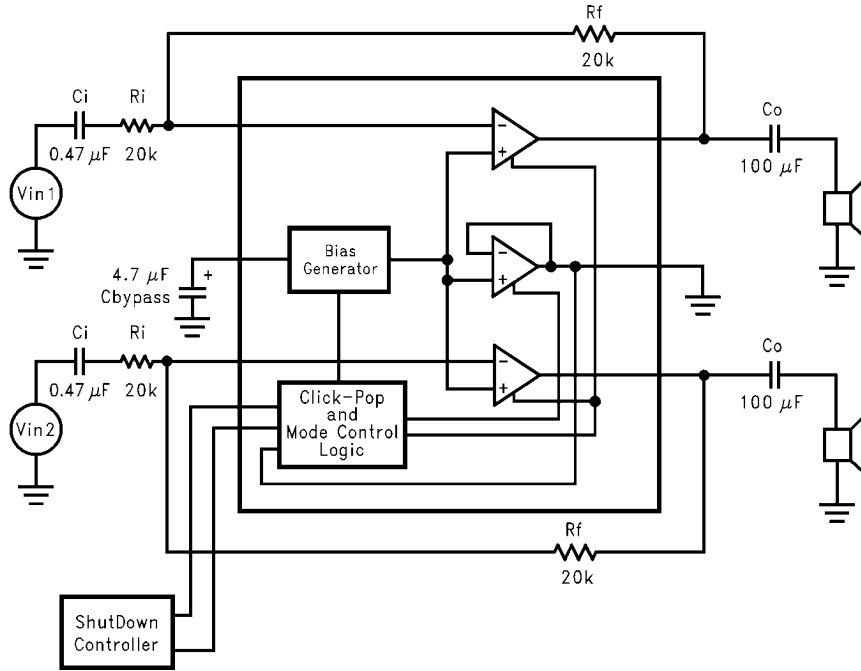 Rf
20k
Ci
Ri
0.47 μF
20k
Vin1
Co
100 μF
Bias
Generator
4.7 μF
+
Cbypass
-
+
-
+
-
+
Ci
Ri
0.47 μF
20k
Vin2
Co
100 μF
Click-Pop
and
Mode Control
Logic
Rf
20k
ShutDown
Controller